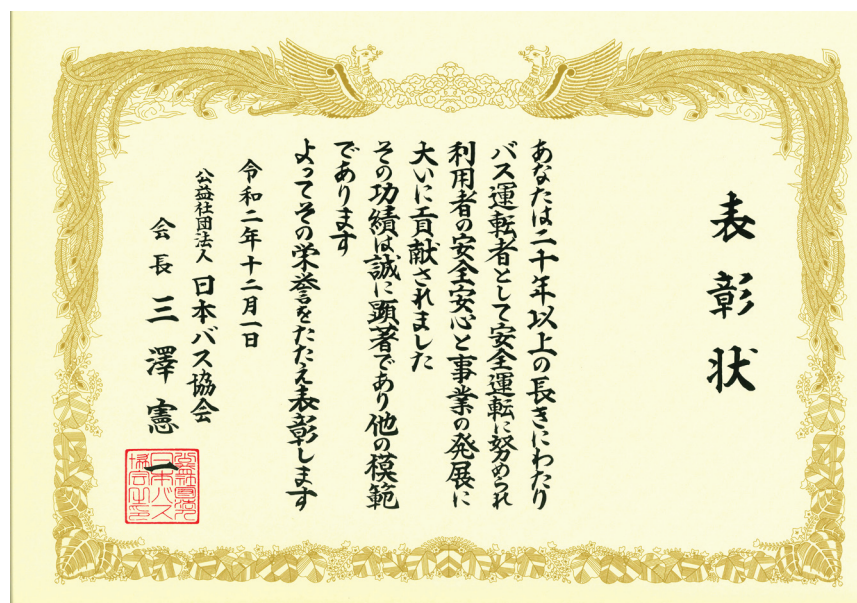 表彰状
あなたは二十年以上の長きにわたり
バス運転者として安全運転に努められ
利用者の安全安心と事業の発展に
大いに貢献されました
その功績は誠に顕著であり他の模範
であります
よってその栄誉をたたえ表彰します
令和二年十二月一日
公益社団法人 日本バス協会
会長 三澤憲一